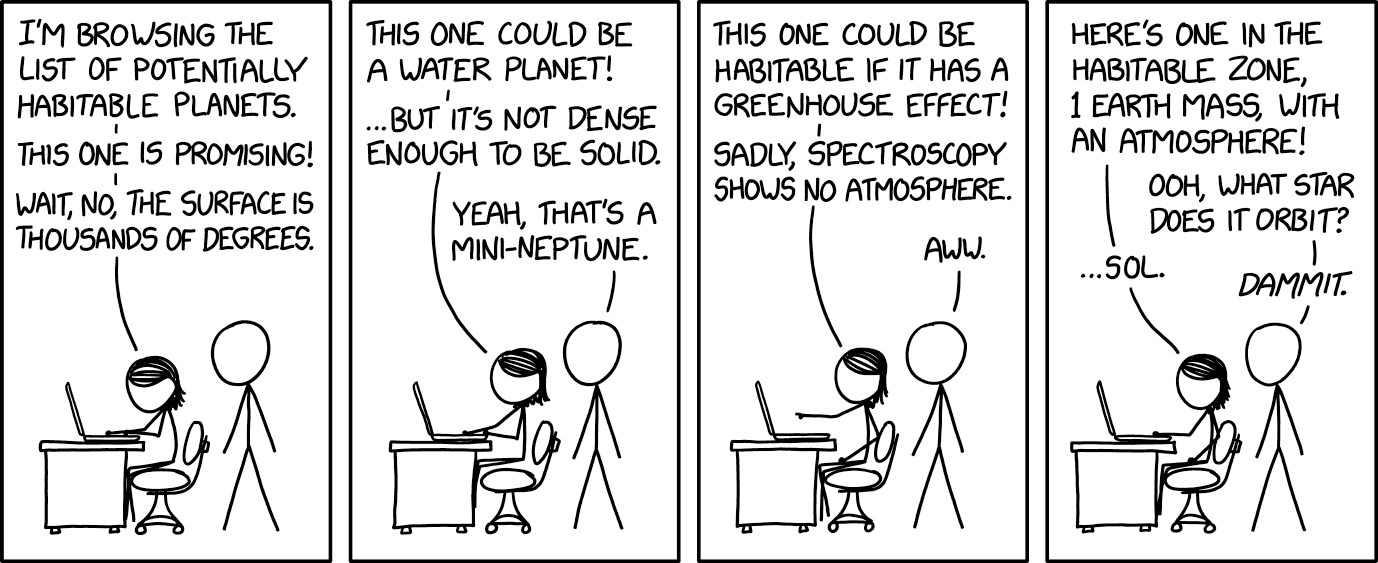 I'M BROWSING THE
LIST OF POTENTIALLY
HABITABLE PLANETS.
THIS ONE IS PROMISING!
WAIT, NO, THE SURFACE IS
THOUSANDS OF DEGREES.
THIS ONE COULD BE
A WATER PLANET!
...BUT IT'S NOT DENSE
ENOUGH TO BE SOLID.
YEAH, THAT'S A
MINI-NEPTUNE.
THIS ONE COULD BE
HABITABLE IF IT HAS A
GREENHOUSE EFFECT!
SADLY, SPECTROSCOPY
SHOWS NO ATMOSPHERE.
AWW.
HERE'S ONE IN THE
HABITABLE ZONE,
1 EARTH MASS, WITH
AN ATMOSPHERE!
OOH, WHAT STAR
DOES IT ORBIT?
...SOL.
DAMMIT.